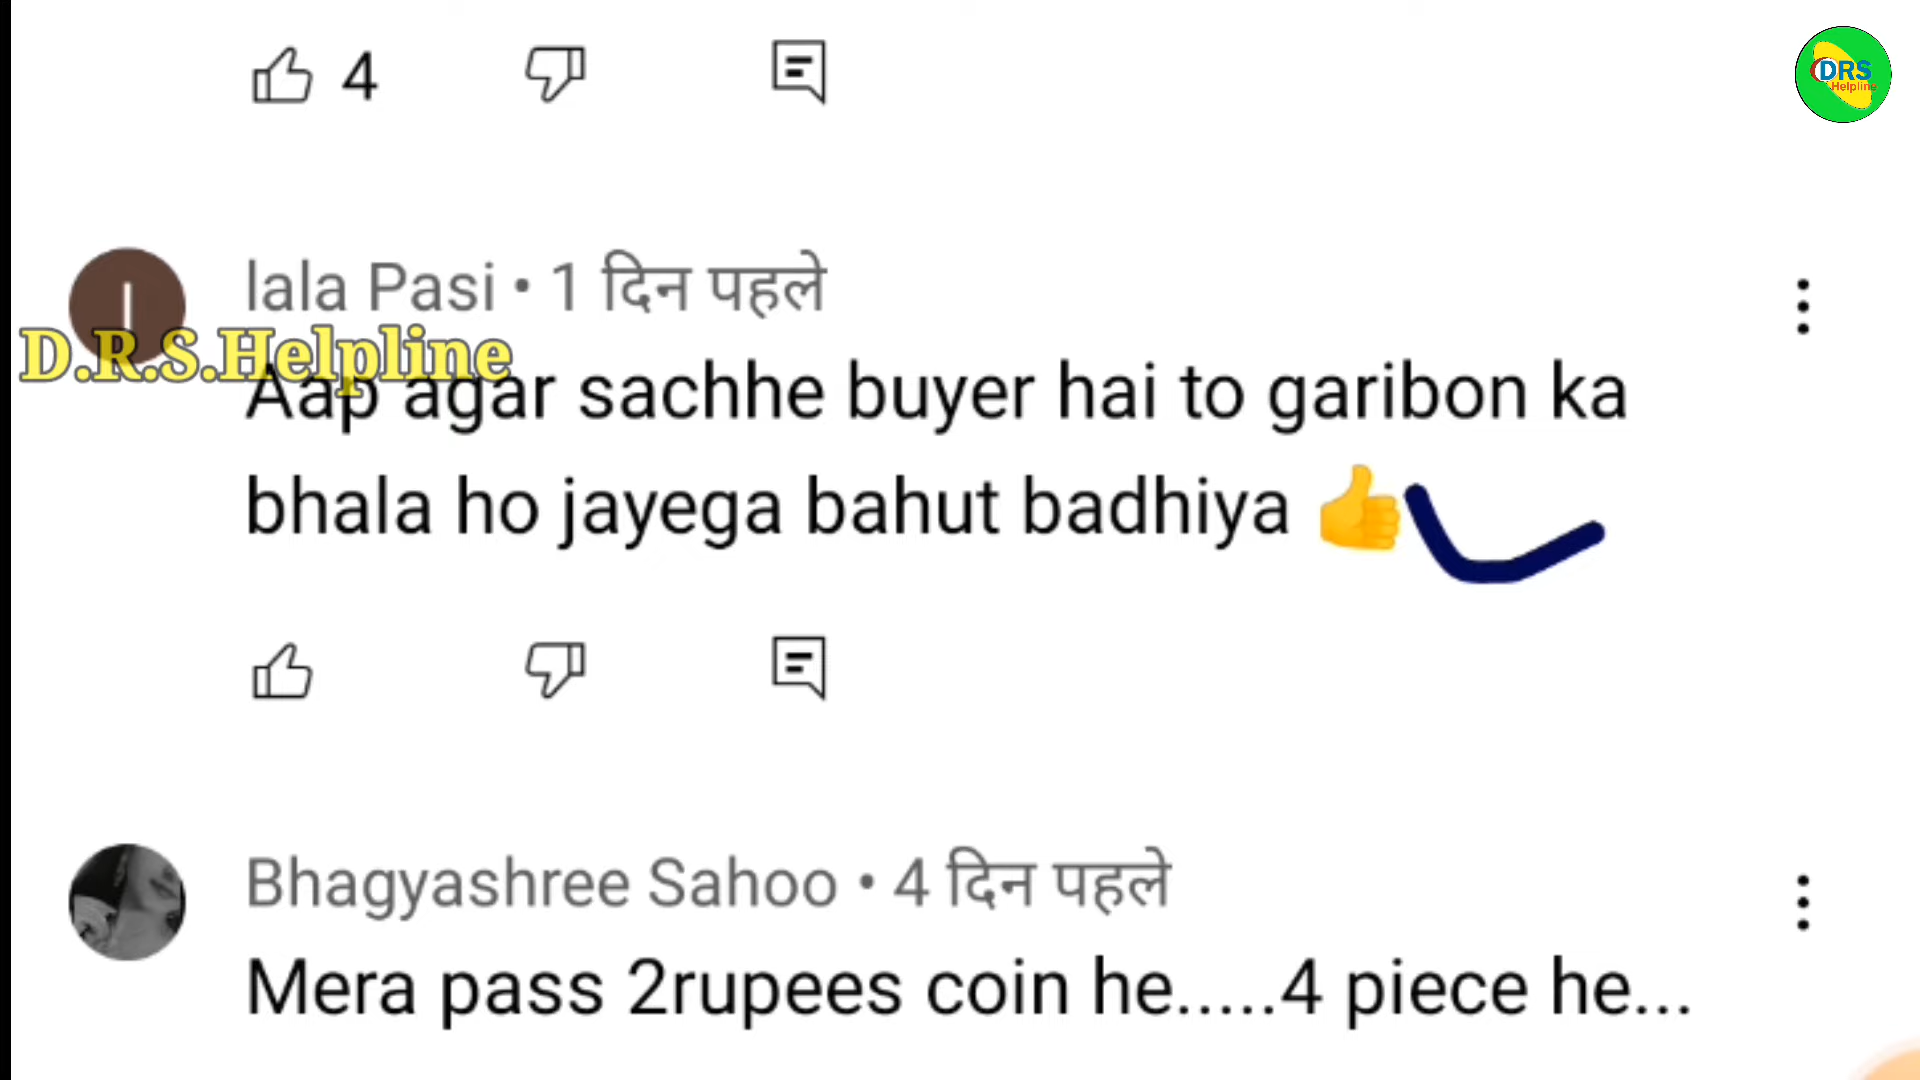 4
DRS
Helpline
lala Pasi • 1 दिन पहले
D.R.S.Helpline
Aap agar sachhe buyer hai to garibon ka
bhala ho jayega bahut badhiya 👍
Bhagyashree Sahoo • 4 दिन पहले
Mera pass 2rupees coin he.....4 piece he...